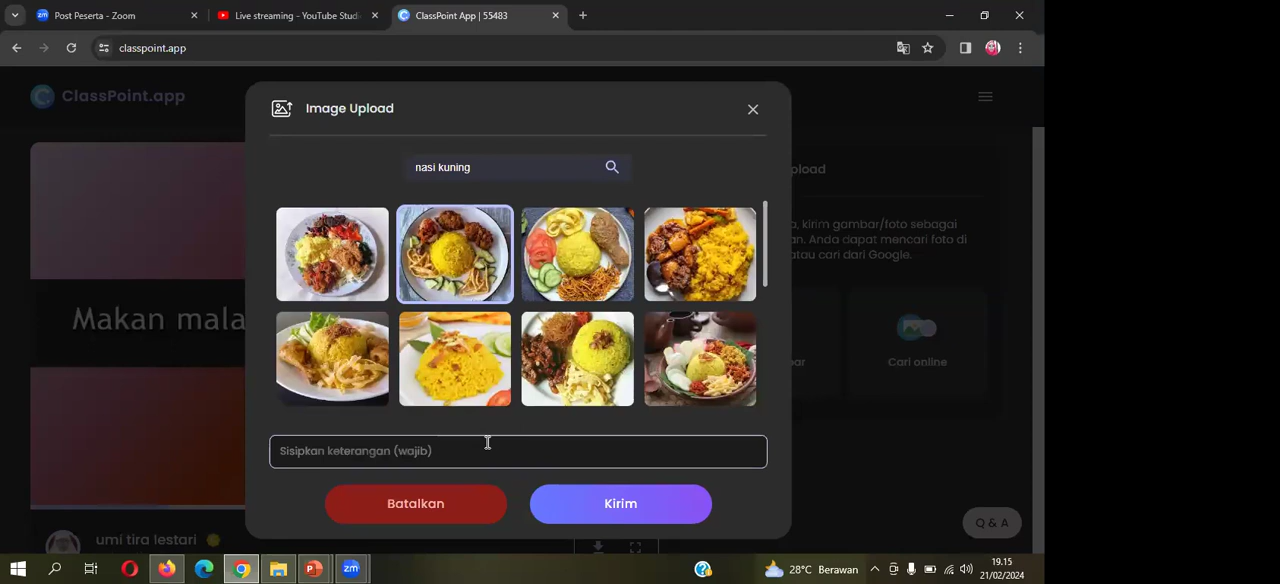 Post Peserta - Zoom
Live streaming - YouTube Studi
ClassPoint App | 55483
classpoint.app
ClassPoint.app
Image Upload
pload
nasi kuning
a, kirim gambar/foto sebagai
an. Anda dapat mencari foto di
atau cari dari Google.
Makan mala
bar
Cari online
Sisipkan keterangan (wajib)
Batalkan
Kirim
Q & A
umi tira lestari
28°C Berawan
19.15
21/02/2024